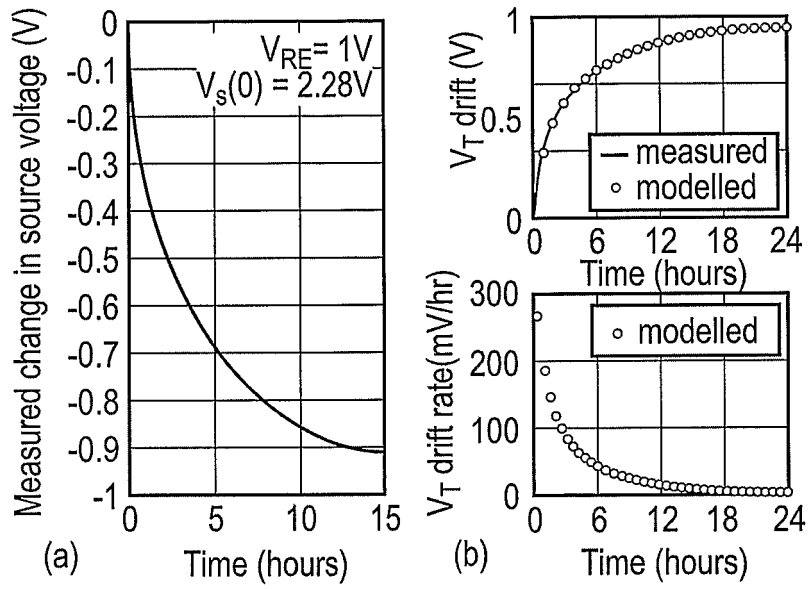 Measured change in source voltage (V)
0
-0.1
-0.2
-0.3
-0.4
-0.5
-0.6
-0.7
-0.8
-0.9
-1
V_RE= 1V
V_s(0) = 2.28V
0 5 10 15
Time (hours)
(a)
V_T drift (V)
1
0.5
0
measured
modelled
0 6 12 18 24
Time (hours)
V_T drift rate(mV/hr)
300
200
100
0
modelled
0 6 12 18 24
Time (hours)
(b)